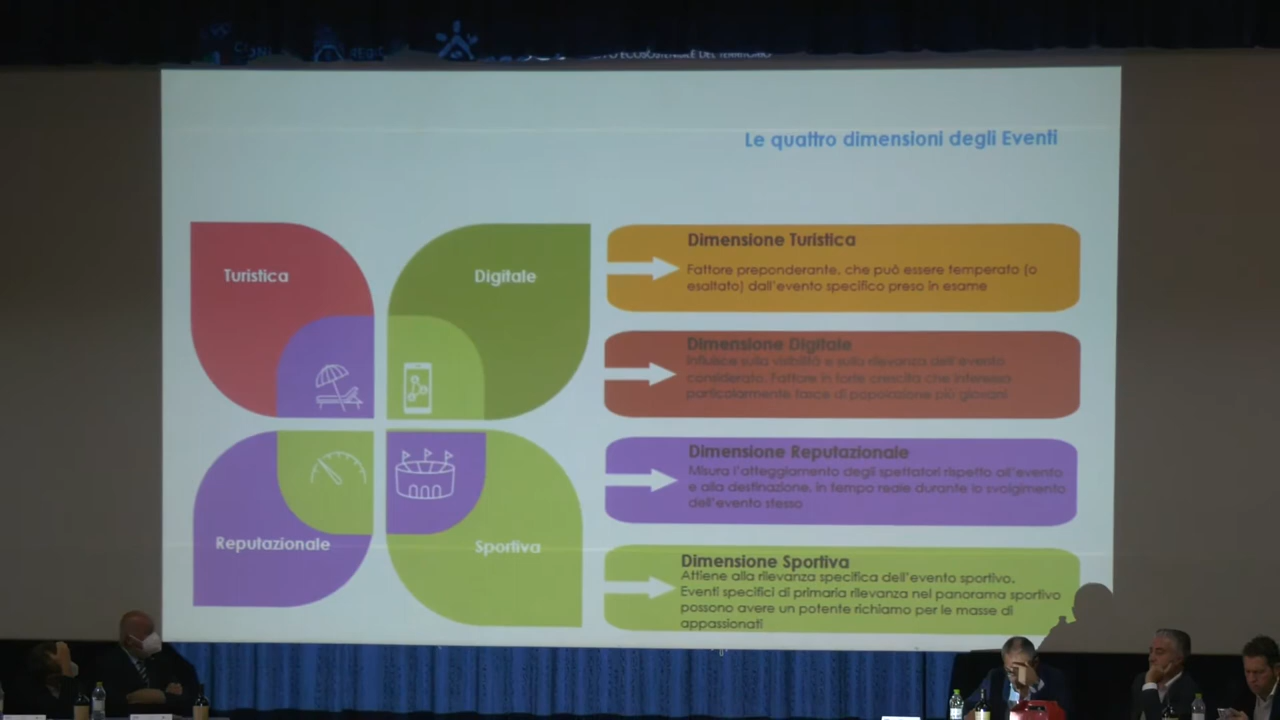 Le quattro dimensioni degli Eventi
Turistica
Digitale
Reputazionale
Sportiva
Dimensione Turistica
Fattore preponderante, che può essere temperato (o
esaltato) dall'evento specifico preso in esame
Dimensione Digitale
Influisce sulla visibilità e sulla rilevanza dell'evento
considerato. Fattore in forte crescita che interessa
particolarmente fasce di popolazione più giovani
Dimensione Reputazionale
Misura l'atteggiamento degli spettatori rispetto all'evento
e alla destinazione, in tempo reale durante lo svolgimento
dell'evento stesso
Dimensione Sportiva
Attiene alla rilevanza specifica dell'evento sportivo.
Eventi specifici di primaria rilevanza nel panorama sportivo
possono avere un potente richiamo per le masse di
appassionati